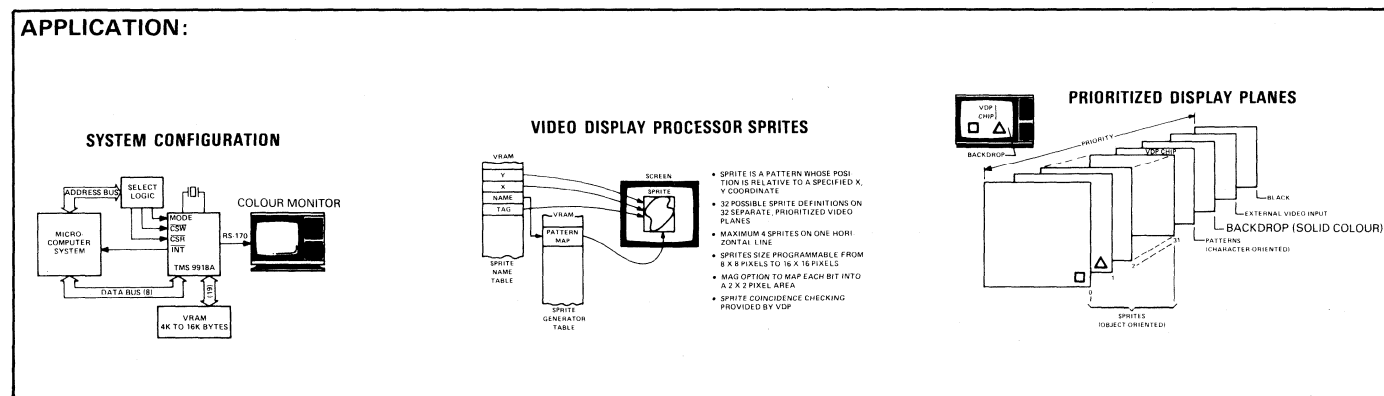 APPLICATION:
SYSTEM CONFIGURATION
ADDRESS BUS
SELECT
LOGIC
COLOUR MONITOR
MICRO-
COMPUTER
SYSTEM
MODE
CSW
CSR
INT
TMS 9918A
RS-170
DATA BUS (8)
(19)
VRAM
4K TO 16K BYTES
VIDEO DISPLAY PROCESSOR SPRITES
VRAM
Y
X
NAME
TAG
SPRITE
NAME
TABLE
VRAM
PATTERN
MAP
SPRITE
GENERATOR
TABLE
SCREEN
SPRITE
• SPRITE IS A PATTERN WHOSE POSI
TION IS RELATIVE TO A SPECIFIED X,
Y COORDINATE
• 32 POSSIBLE SPRITE DEFINITIONS ON
32 SEPARATE, PRIORITIZED VIDEO
PLANES
• MAXIMUM 4 SPRITES ON ONE HORI
ZONTAL LINE
• SPRITES SIZE PROGRAMMABLE FROM
8 X 8 PIXELS TO 16 X 16 PIXELS
• MAG OPTION TO MAP EACH BIT INTO
A 2 X 2 PIXEL AREA
• SPRITE COINCIDENCE CHECKING
PROVIDED BY VDP
PRIORITIZED DISPLAY PLANES
VDP
CHIP
BACKDROP
PRIORITY
VDP CHIP
BLACK
EXTERNAL VIDEO INPUT
BACKDROP (SOLID COLOUR)
PATTERNS
(CHARACTER-ORIENTED)
31
2
1
0
SPRITES
(OBJECT ORIENTED)